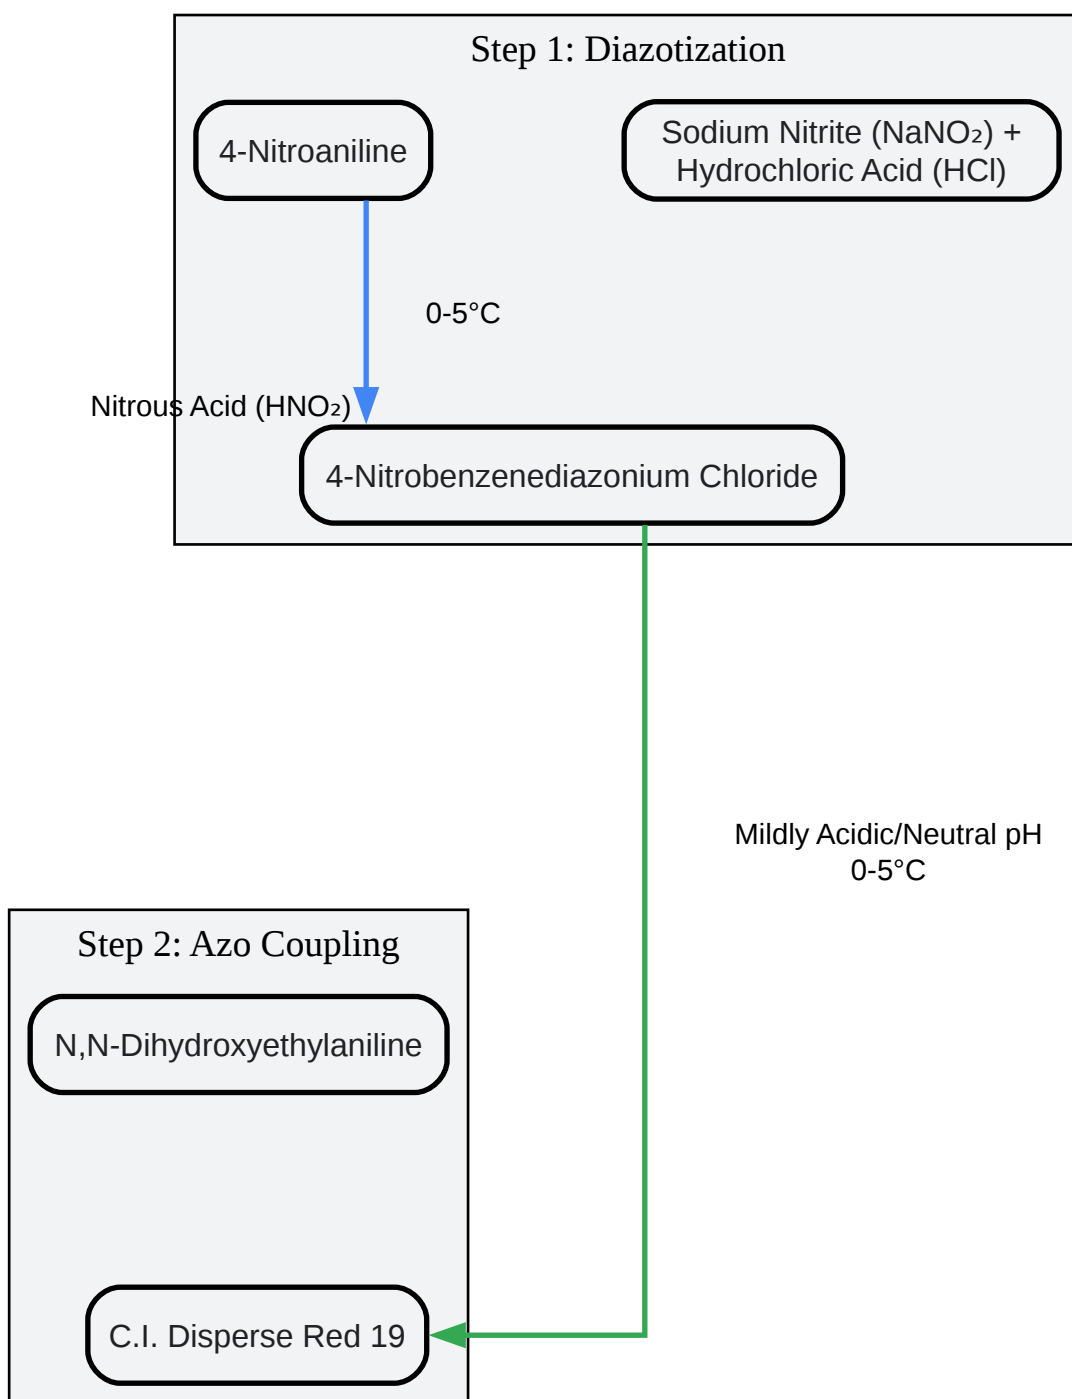 Step 1: Diazotization
4-Nitroaniline
Sodium Nitrite (NaNO₂) +
Hydrochloric Acid (HCl)
0-5°C
Nitrous Acid (HNO₂)
4-Nitrobenzenediazonium Chloride
Mildly Acidic/Neutral pH
0-5°C
Step 2: Azo Coupling
N,N-Dihydroxyethylaniline
C.I. Disperse Red 19